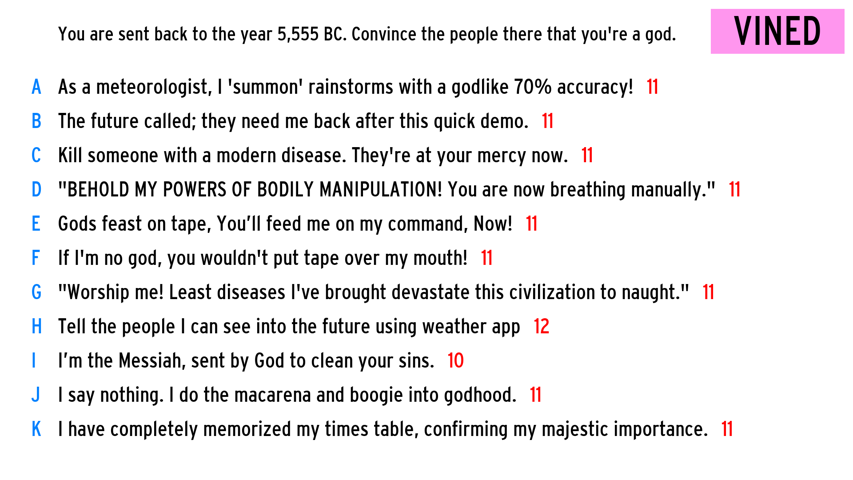 You are sent back to the year 5,555 BC. Convince the people there that you're a god.
VINED
A As a meteorologist, I 'summon' rainstorms with a godlike 70% accuracy! 11
B The future called; they need me back after this quick demo. 11
C Kill someone with a modern disease. They're at your mercy now. 11
D "BEHOLD MY POWERS OF BODILY MANIPULATION! You are now breathing manually." 11
E Gods feast on tape, You’ll feed me on my command, Now! 11
F If I'm no god, you wouldn't put tape over my mouth! 11
G "Worship me! Least diseases I've brought devastate this civilization to naught." 11
H Tell the people I can see into the future using weather app 12
I I’m the Messiah, sent by God to clean your sins. 10
J I say nothing. I do the macarena and boogie into godhood. 11
K I have completely memorized my times table, confirming my majestic importance. 11